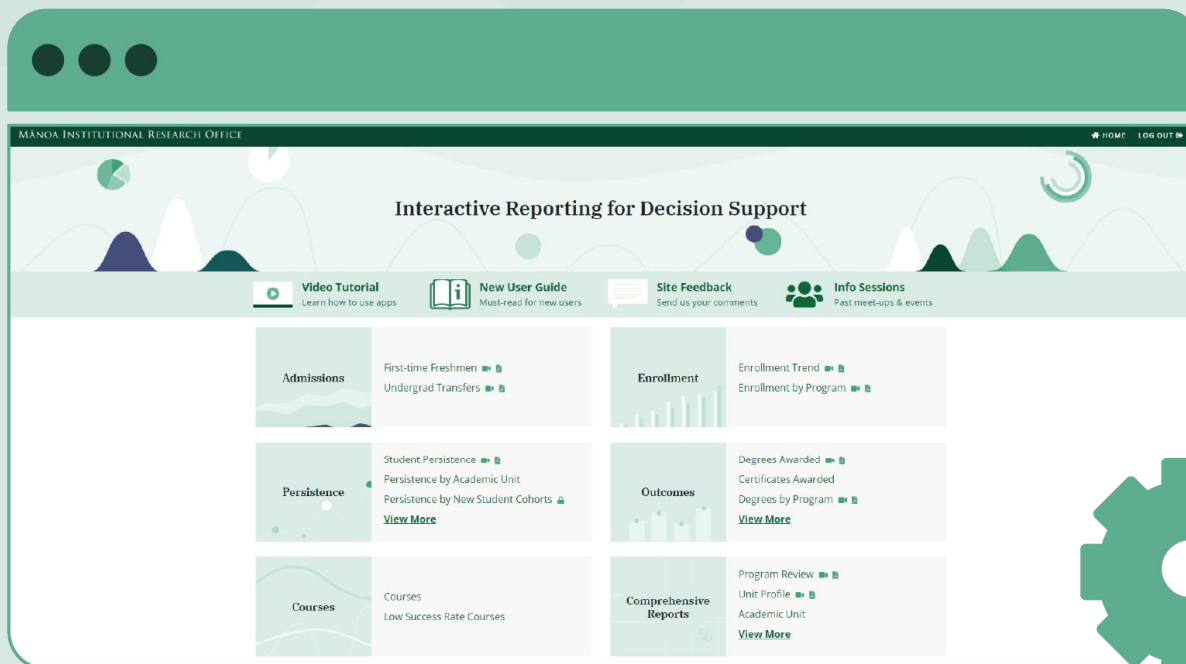 MĀNOA INSTITUTIONAL RESEARCH OFFICE
HOME LOG OUT
Interactive Reporting for Decision Support
Video Tutorial
Learn how to use apps
New User Guide
Must-read for new users
Site Feedback
Send us your comments
Info Sessions
Past meet-ups & events
Admissions
First-time Freshmen
Undergrad Transfers
Enrollment
Enrollment Trend
Enrollment by Program
Persistence
Student Persistence
Persistence by Academic Unit
Persistence by New Student Cohorts
View More
Outcomes
Degrees Awarded
Certificates Awarded
Degrees by Program
View More
Courses
Courses
Low Success Rate Courses
Comprehensive
Reports
Program Review
Unit Profile
Academic Unit
View More